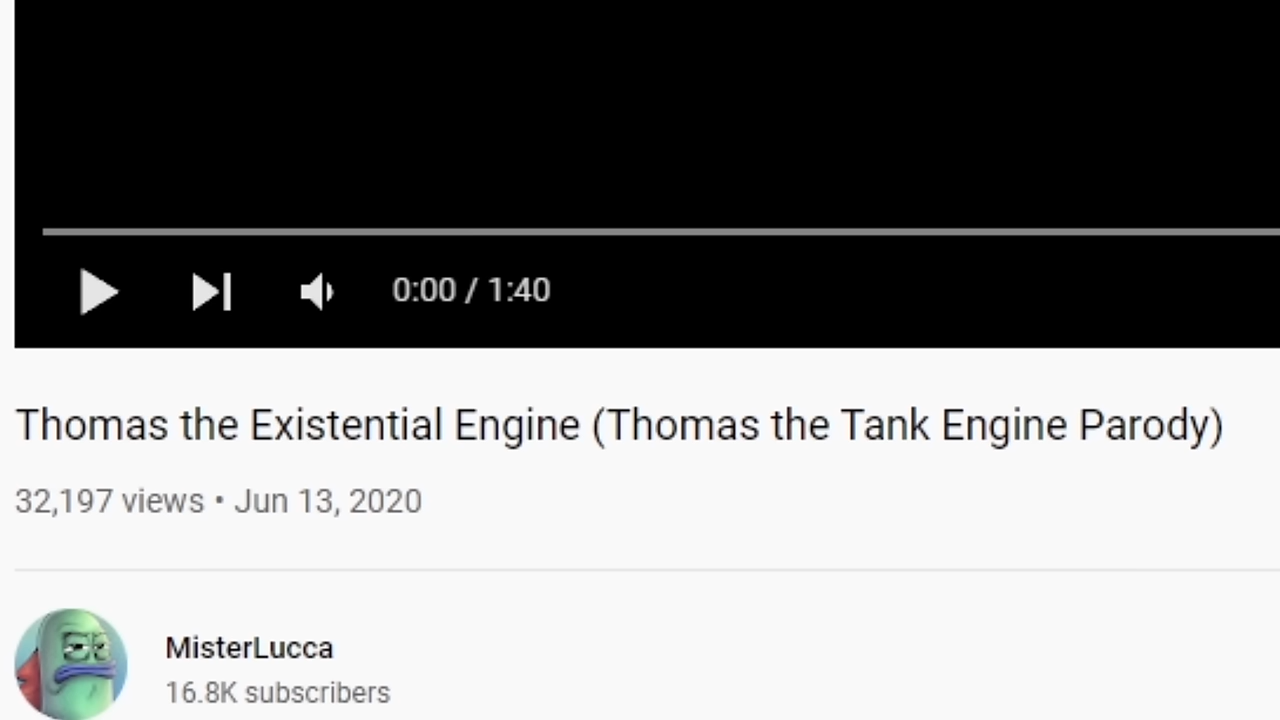 0:00 / 1:40
Thomas the Existential Engine (Thomas the Tank Engine Parody)
32,197 views • Jun 13, 2020
MisterLucca
16.8K subscribers